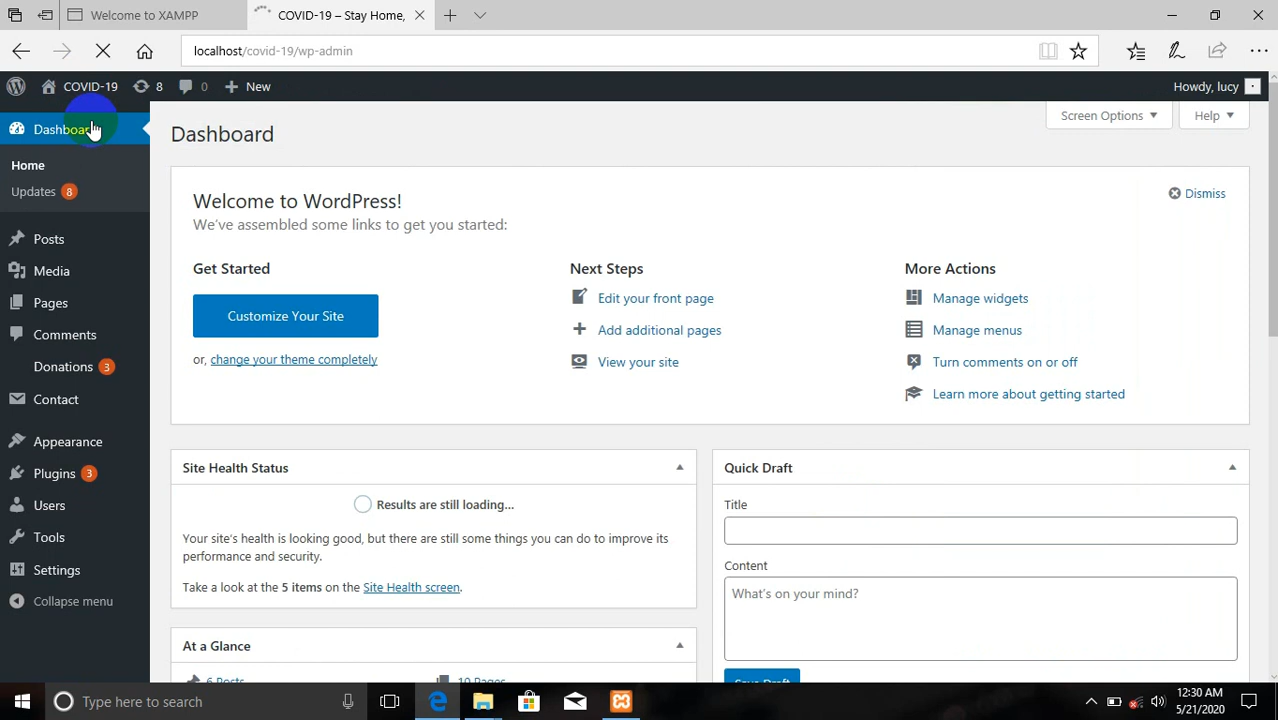 Welcome to XAMPP
COVID-19 – Stay Home,
localhost/covid-19/wp-admin
COVID-19 8 0 New
Howdy, lucy
Dashboard
Home
Updates 8
Posts
Media
Pages
Comments
Donations 3
Contact
Appearance
Plugins 3
Users
Tools
Settings
Collapse menu
Screen Options
Help
Dashboard
Welcome to WordPress!
Dismiss
We've assembled some links to get you started:
Get Started
Customize Your Site
or, change your theme completely
Next Steps
Edit your front page
Add additional pages
View your site
More Actions
Manage widgets
Manage menus
Turn comments on or off
Learn more about getting started
Site Health Status
Results are still loading...
Your site's health is looking good, but there are still some things you can do to improve its
performance and security.
Take a look at the 5 items on the Site Health screen.
At a Glance
6 Posts
10 Pages
Quick Draft
Title
Content
What's on your mind?
Save Draft
Type here to search
12:30 AM
5/21/2020